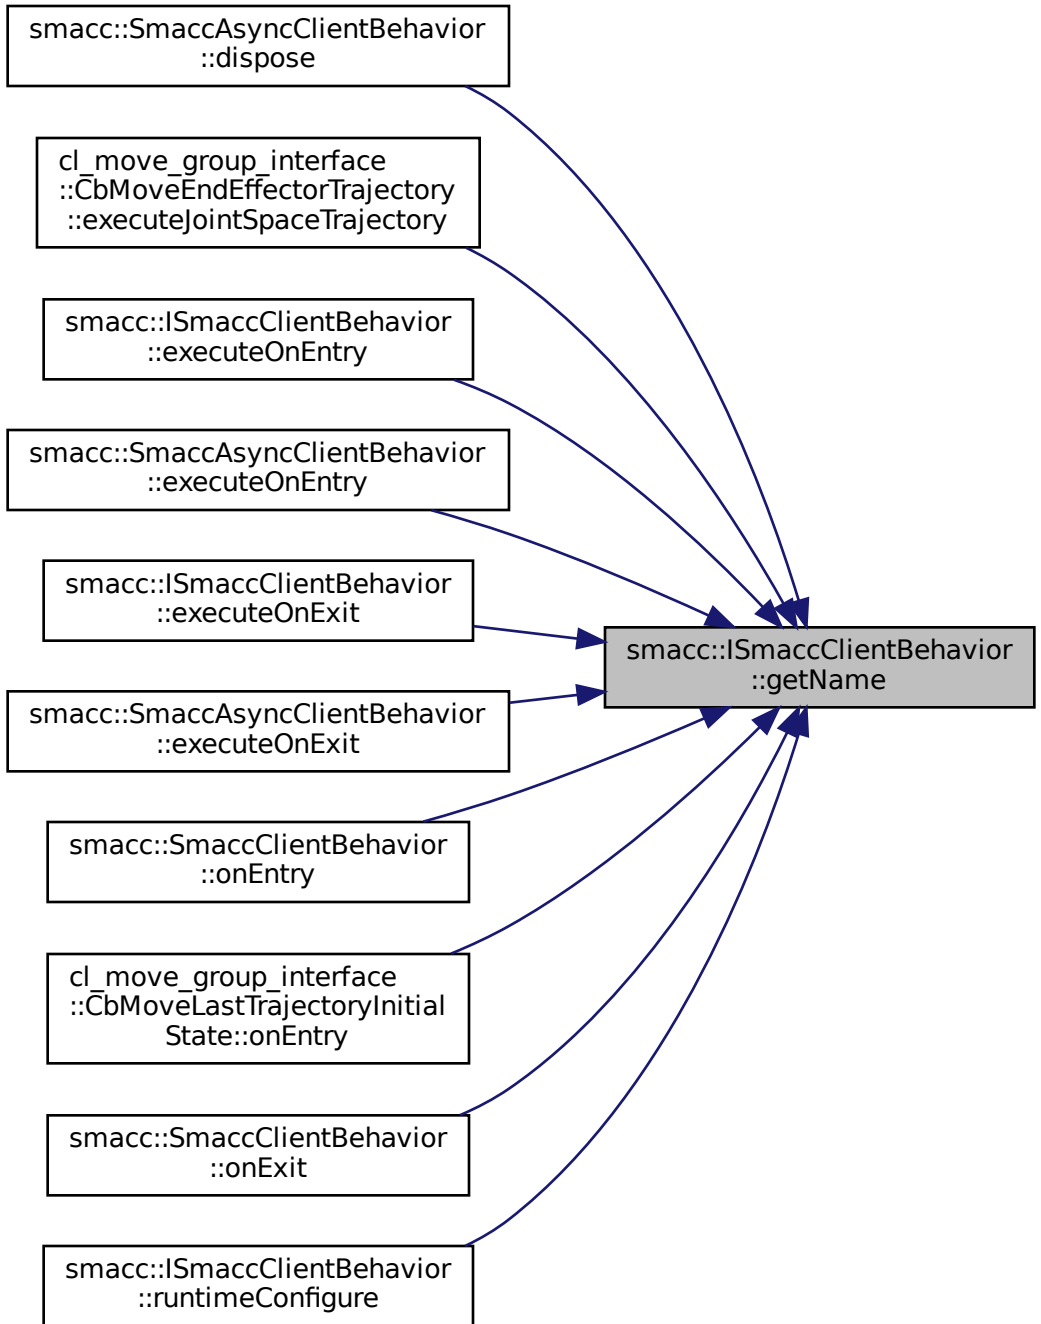 smacc::SmaccAsyncClientBehavior
::dispose
cl_move_group_interface
::CbMoveEndEffectorTrajectory
::executeJointSpaceTrajectory
smacc::ISmaccClientBehavior
::executeOnEntry
smacc::SmaccAsyncClientBehavior
::executeOnEntry
smacc::ISmaccClientBehavior
::executeOnExit
smacc::SmaccAsyncClientBehavior
::executeOnExit
smacc::SmaccClientBehavior
::onEntry
cl_move_group_interface
::CbMoveLastTrajectoryInitial
State::onEntry
smacc::SmaccClientBehavior
::onExit
smacc::ISmaccClientBehavior
::runtimeConfigure
smacc::ISmaccClientBehavior
::getName